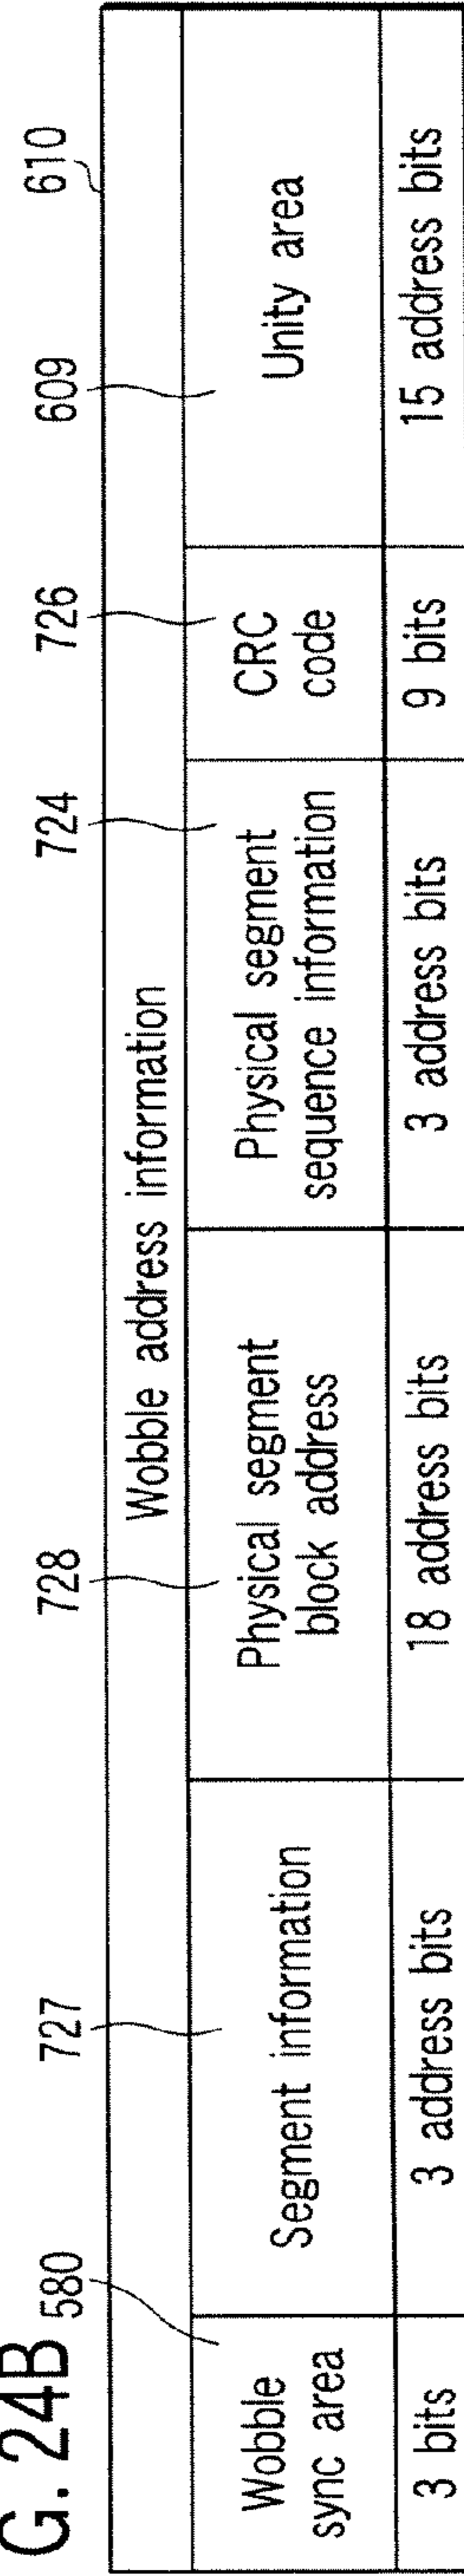 G. 24B
580
727
728
724
726
609
610
Wobble address information
Wobble
sync area
Segment information
Physical segment
block address
Physical segment
sequence information
CRC
code
Unity area
3 bits
3 address bits
18 address bits
3 address bits
9 bits
15 address bits